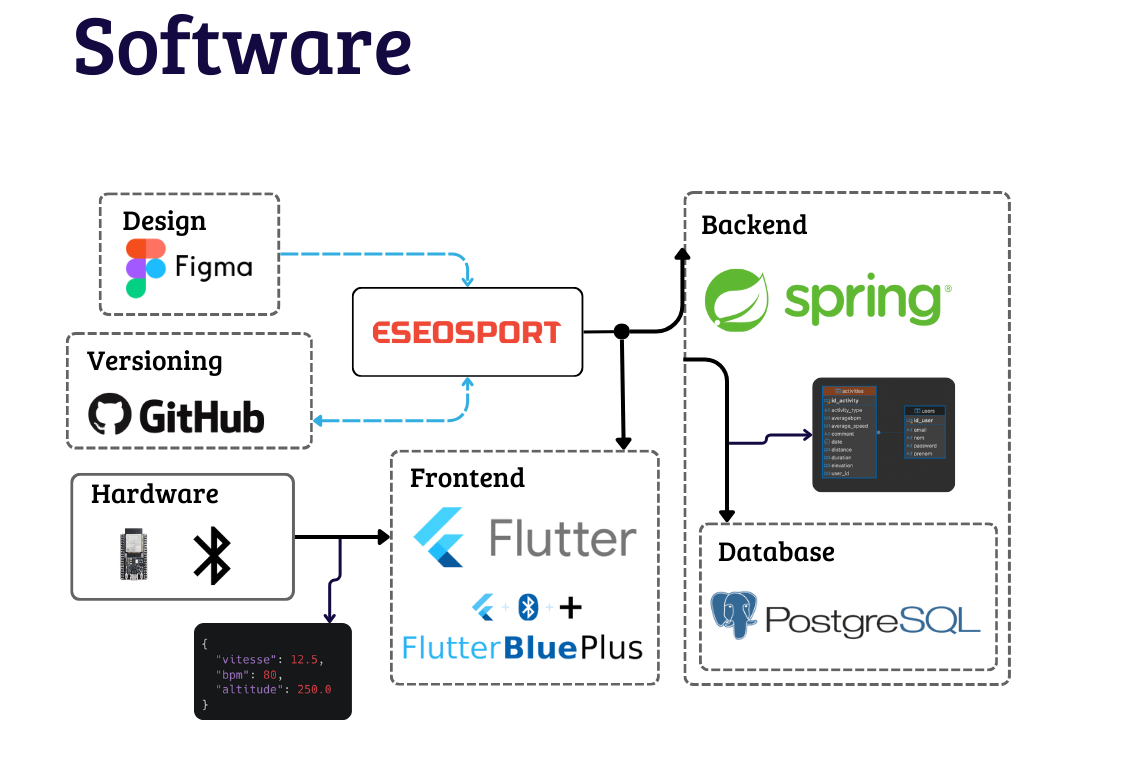 Software
Design
Figma
Versioning
GitHub
ESEOSPORT
Hardware
{
"vitesse": 12.5,
"bpm": 80,
"altitude": 250.0
}
Frontend
Flutter
+ +
FlutterBluePlus
Backend
spring®
activities
id_activity
activity_type
averagebpm
average_speed
comment
date
distance
duration
elevation
user_id
users
id_user
email
nom
password
prenom
Database
PostgreSQL